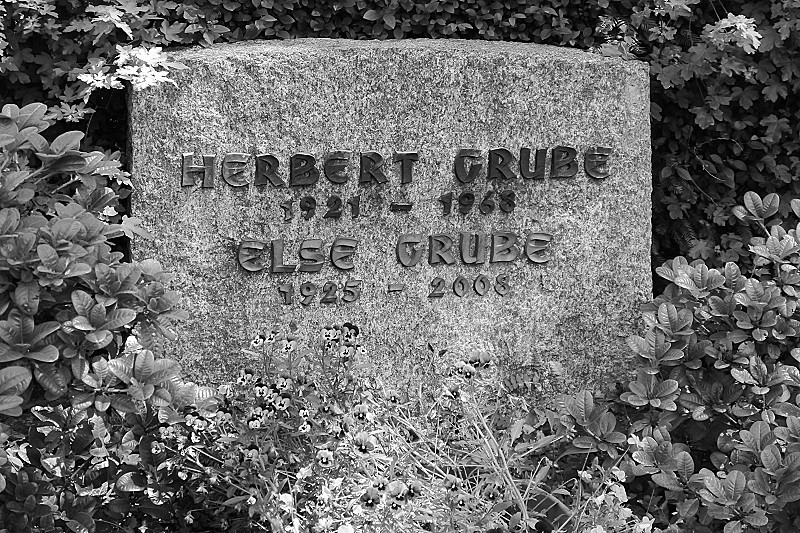 HERBERT GRUBE
1921 - 1968
ELSE GRUBE
1925 - 2008